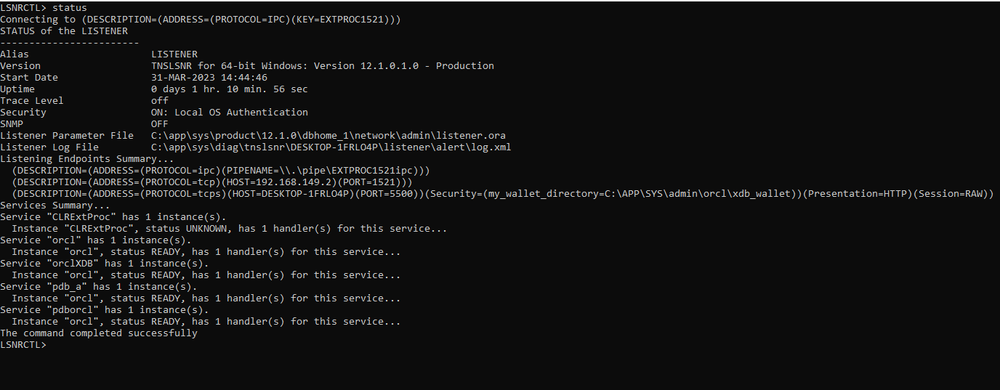 LSNRCTL> status
Connecting to (DESCRIPTION=(ADDRESS=(PROTOCOL=IPC)(KEY=EXTPROC1521)))
STATUS of the LISTENER
------------------------
Alias                     LISTENER
Version                   TNSLSNR for 64-bit Windows: Version 12.1.0.1.0 - Production
Start Date                31-MAR-2023 14:44:46
Uptime                    0 days 1 hr. 10 min. 56 sec
Trace Level               off
Security                  ON: Local OS Authentication
SNMP                      OFF
Listener Parameter File   C:\app\sys\product\12.1.0\dbhome_1\network\admin\listener.ora
Listener Log File         C:\app\sys\diag\tnslsnr\DESKTOP-1FRLO4P\listener\alert\log.xml
Listening Endpoints Summary...
  (DESCRIPTION=(ADDRESS=(PROTOCOL=ipc)(PIPENAME=\\.\pipe\EXTPROC1521ipc)))
  (DESCRIPTION=(ADDRESS=(PROTOCOL=tcp)(HOST=192.168.149.2)(PORT=1521)))
  (DESCRIPTION=(ADDRESS=(PROTOCOL=tcps)(HOST=DESKTOP-1FRLO4P)(PORT=5500))(Security=(my_wallet_directory=C:\APP\SYS\admin\orcl\xdb_wallet))(Presentation=HTTP)(Session=RAW))
Services Summary...
Service "CLRExtProc" has 1 instance(s).
  Instance "CLRExtProc", status UNKNOWN, has 1 handler(s) for this service...
Service "orcl" has 1 instance(s).
  Instance "orcl", status READY, has 1 handler(s) for this service...
Service "orclXDB" has 1 instance(s).
  Instance "orcl", status READY, has 1 handler(s) for this service...
Service "pdb_a" has 1 instance(s).
  Instance "orcl", status READY, has 1 handler(s) for this service...
Service "pdborcl" has 1 instance(s).
  Instance "orcl", status READY, has 1 handler(s) for this service...
The command completed successfully
LSNRCTL>